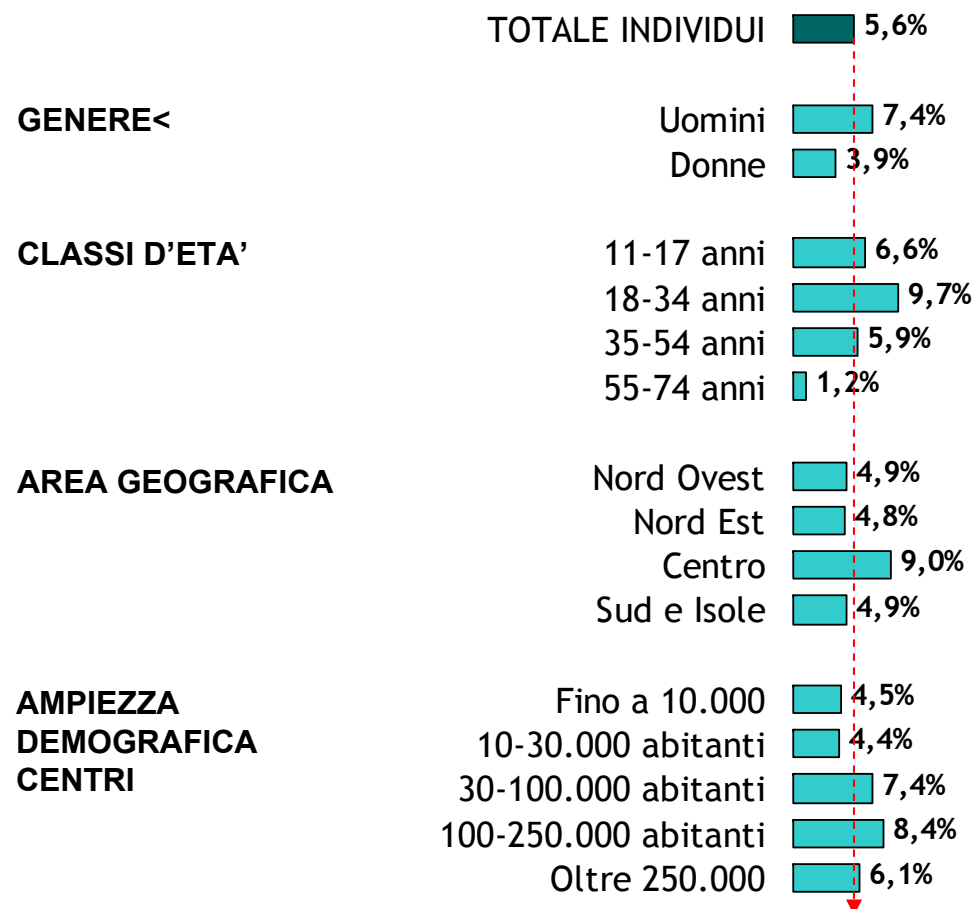 TOTALE INDIVIDUI 5,6%
GENERE<
Uomini 7,4%
Donne 3,9%
CLASSI D'ETA’
11-17 anni 6,6%
18-34 anni 9,7%
35-54 anni 5,9%
55-74 anni 1,2%
AREA GEOGRAFICA
Nord Ovest 4,9%
Nord Est 4,8%
Centro 9,0%
Sud e Isole 4,9%
AMPIEZZA
DEMOGRAFICA
CENTRI
Fino a 10.000 4,5%
10-30.000 abitanti 4,4%
30-100.000 abitanti 7,4%
100-250.000 abitanti 8,4%
Oltre 250.000 6,1%